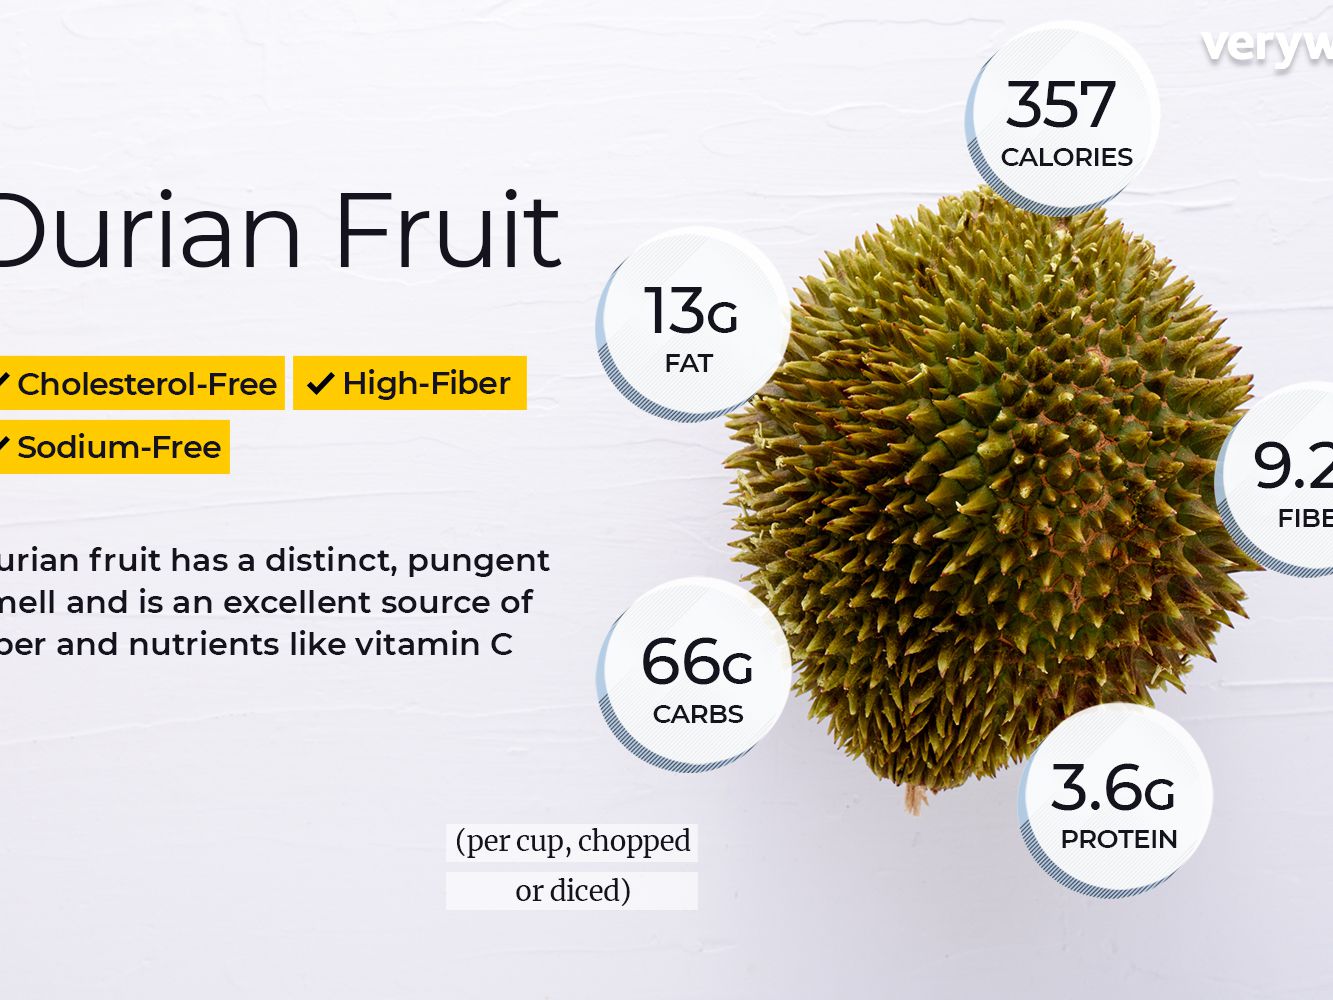 veryw
357
CALORIES
Durian Fruit
13G
FAT
Cholesterol-Free
High-Fiber
Sodium-Free
9.2
FIBE
urian fruit has a distinct, pungent
mell and is an excellent source of
ber and nutrients like vitamin C
66G
CARBS
3.6G
PROTEIN
(per cup, chopped
or diced)